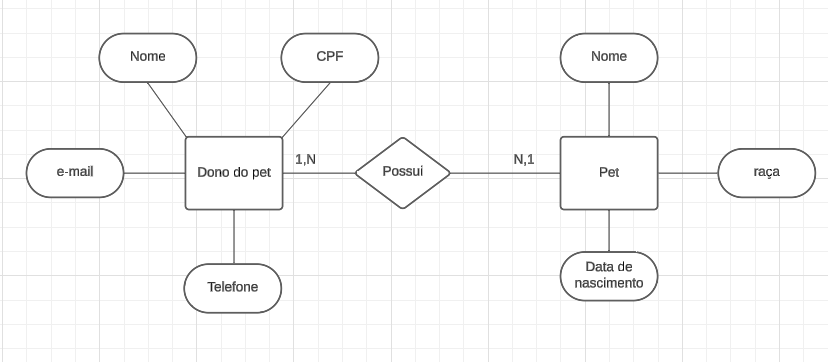 Nome
CPF
Nome
e-mail
Dono do pet
1,N
Possui
N,1
Pet
raça
Telefone
Data de
nascimento